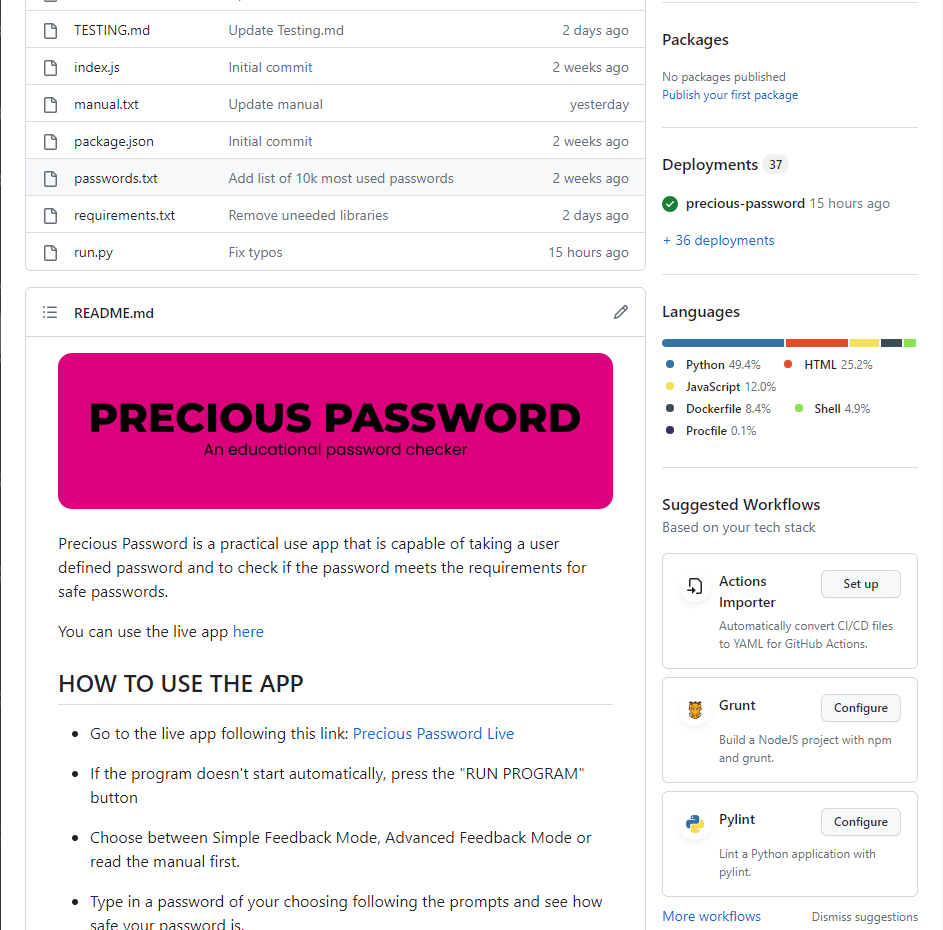 TESTING.md Update Testing.md 2 days ago
index.js Initial commit 2 weeks ago
manual.txt Update manual yesterday
package.json Initial commit 2 weeks ago
passwords.txt Add list of 10k most used passwords 2 weeks ago
requirements.txt Remove uneeded libraries 2 days ago
run.py Fix typos 15 hours ago
README.md
PRECIOUS PASSWORD
An educational password checker
Precious Password is a practical use app that is capable of taking a user
defined password and to check if the password meets the requirements for
safe passwords.
You can use the live app here
HOW TO USE THE APP
• Go to the live app following this link: Precious Password Live
• If the program doesn't start automatically, press the "RUN PROGRAM"
button
• Choose between Simple Feedback Mode, Advanced Feedback Mode or
read the manual first.
• Type in a password of your choosing following the prompts and see how
safe your password is.
Packages
No packages published
Publish your first package
Deployments 37
precious-password 15 hours ago
+ 36 deployments
Languages
Python 49.4% HTML 25.2%
JavaScript 12.0%
Dockerfile 8.4% Shell 4.9%
Procfile 0.1%
Suggested Workflows
Based on your tech stack
Actions
Importer
Set up
Automatically convert CI/CD files
to YAML for GitHub Actions.
Grunt Configure
Build a NodeJS project with npm
and grunt.
Pylint Configure
Lint a Python application with
pylint.
More workflows Dismiss suggestions